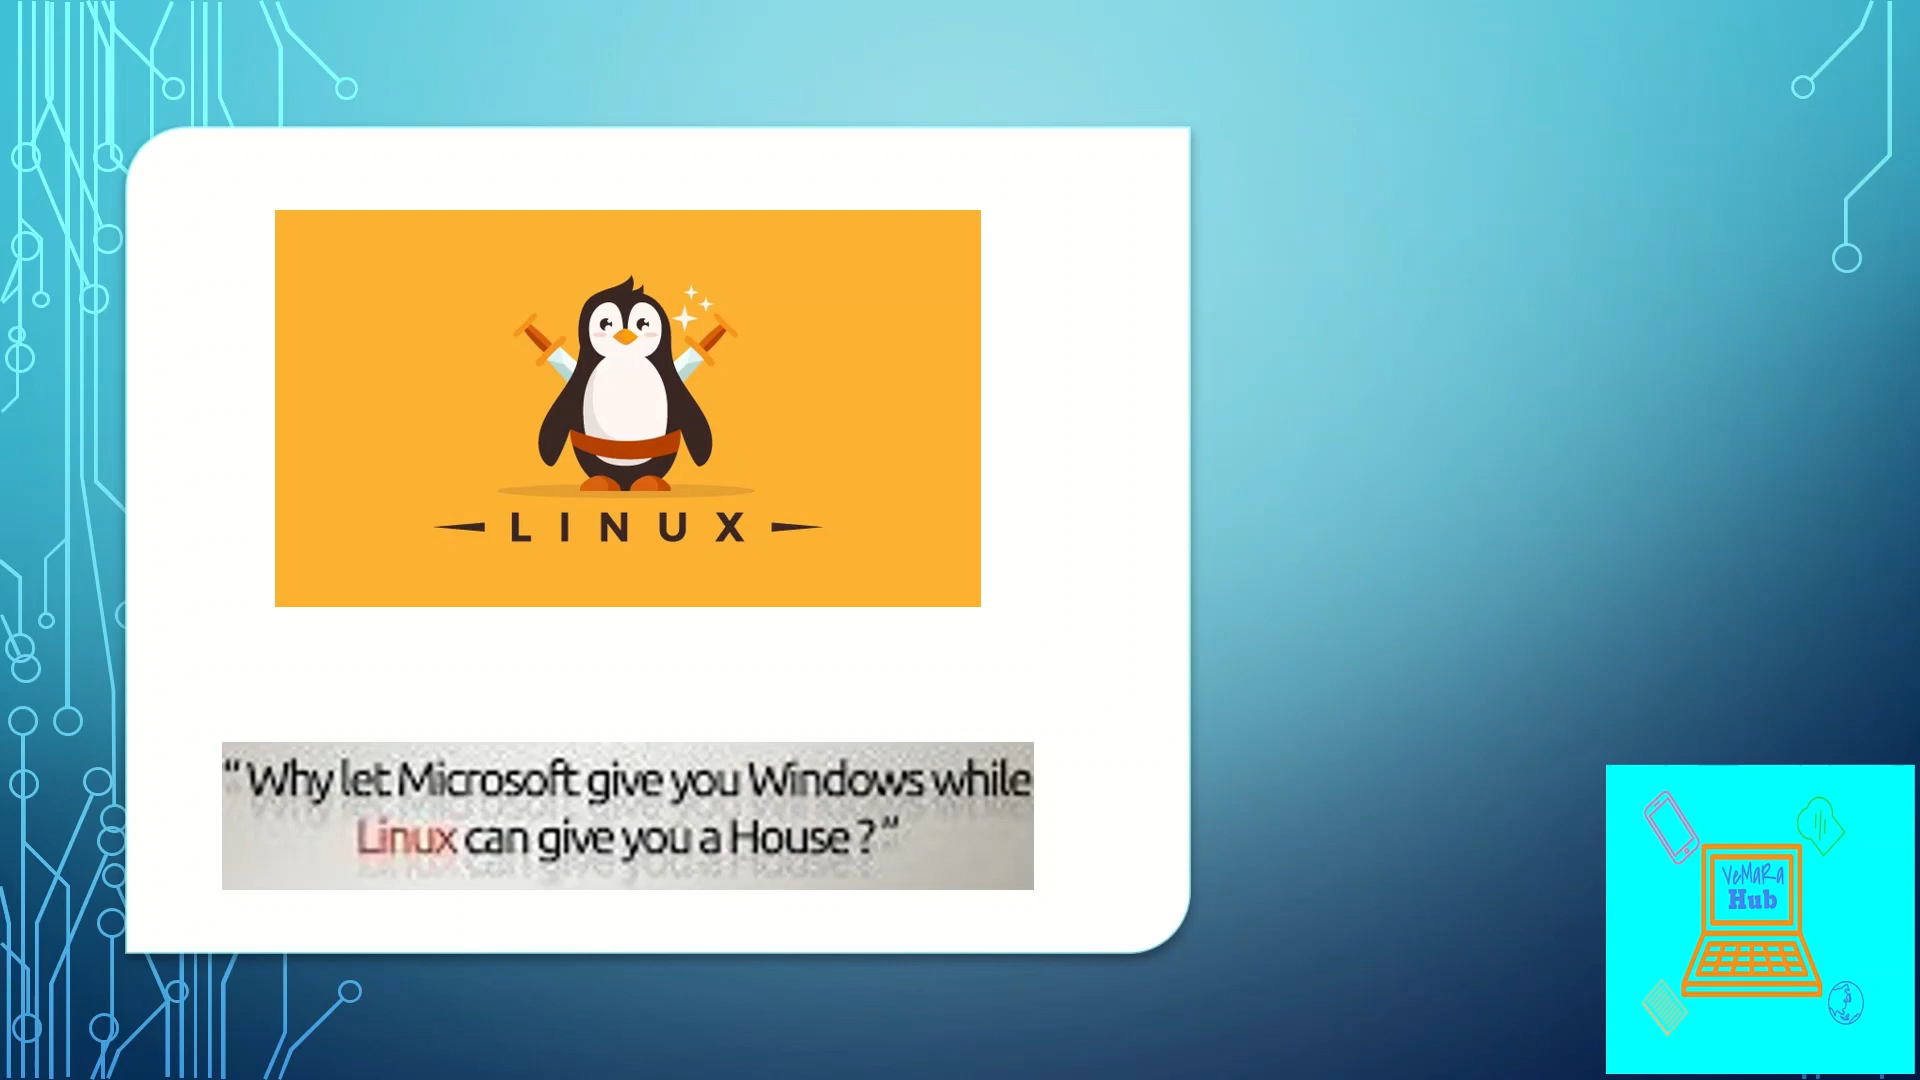 LINUX
“Why let Microsoft give you Windows while
Linux can give you a House ?”
VeMaRa
Hub